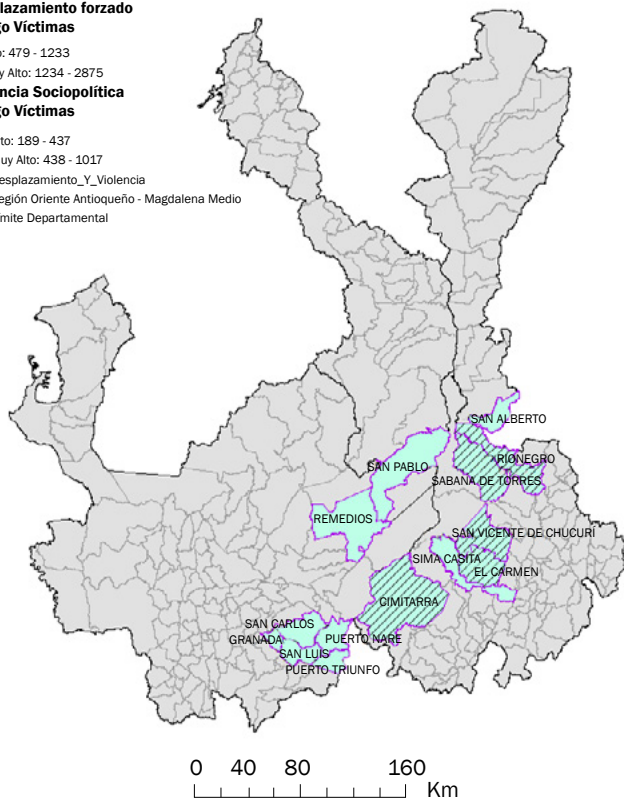 lazamiento forzado
o Víctimas
: 479 - 1233
y Alto: 1234 - 2875
ncia Sociopolítica
o Víctimas
to: 189 - 437
uy Alto: 438 - 1017
esplazamiento_Y_Violencia
egión Oriente Antioqueño - Magdalena Medio
mite Departamental
SAN ALBERTO
SAN PABLO
RIONEGRO
SABANA DE TORRES
REMEDIOS
SAN VICENTE DE CHUCURÍ
SIMA CASITA
EL CARMEN
CIMITARRA
SAN CARLOS
GRANADA
PUERTO NARE
SAN LUIS
PUERTO TRIUNFO
0 40 80 160
Km